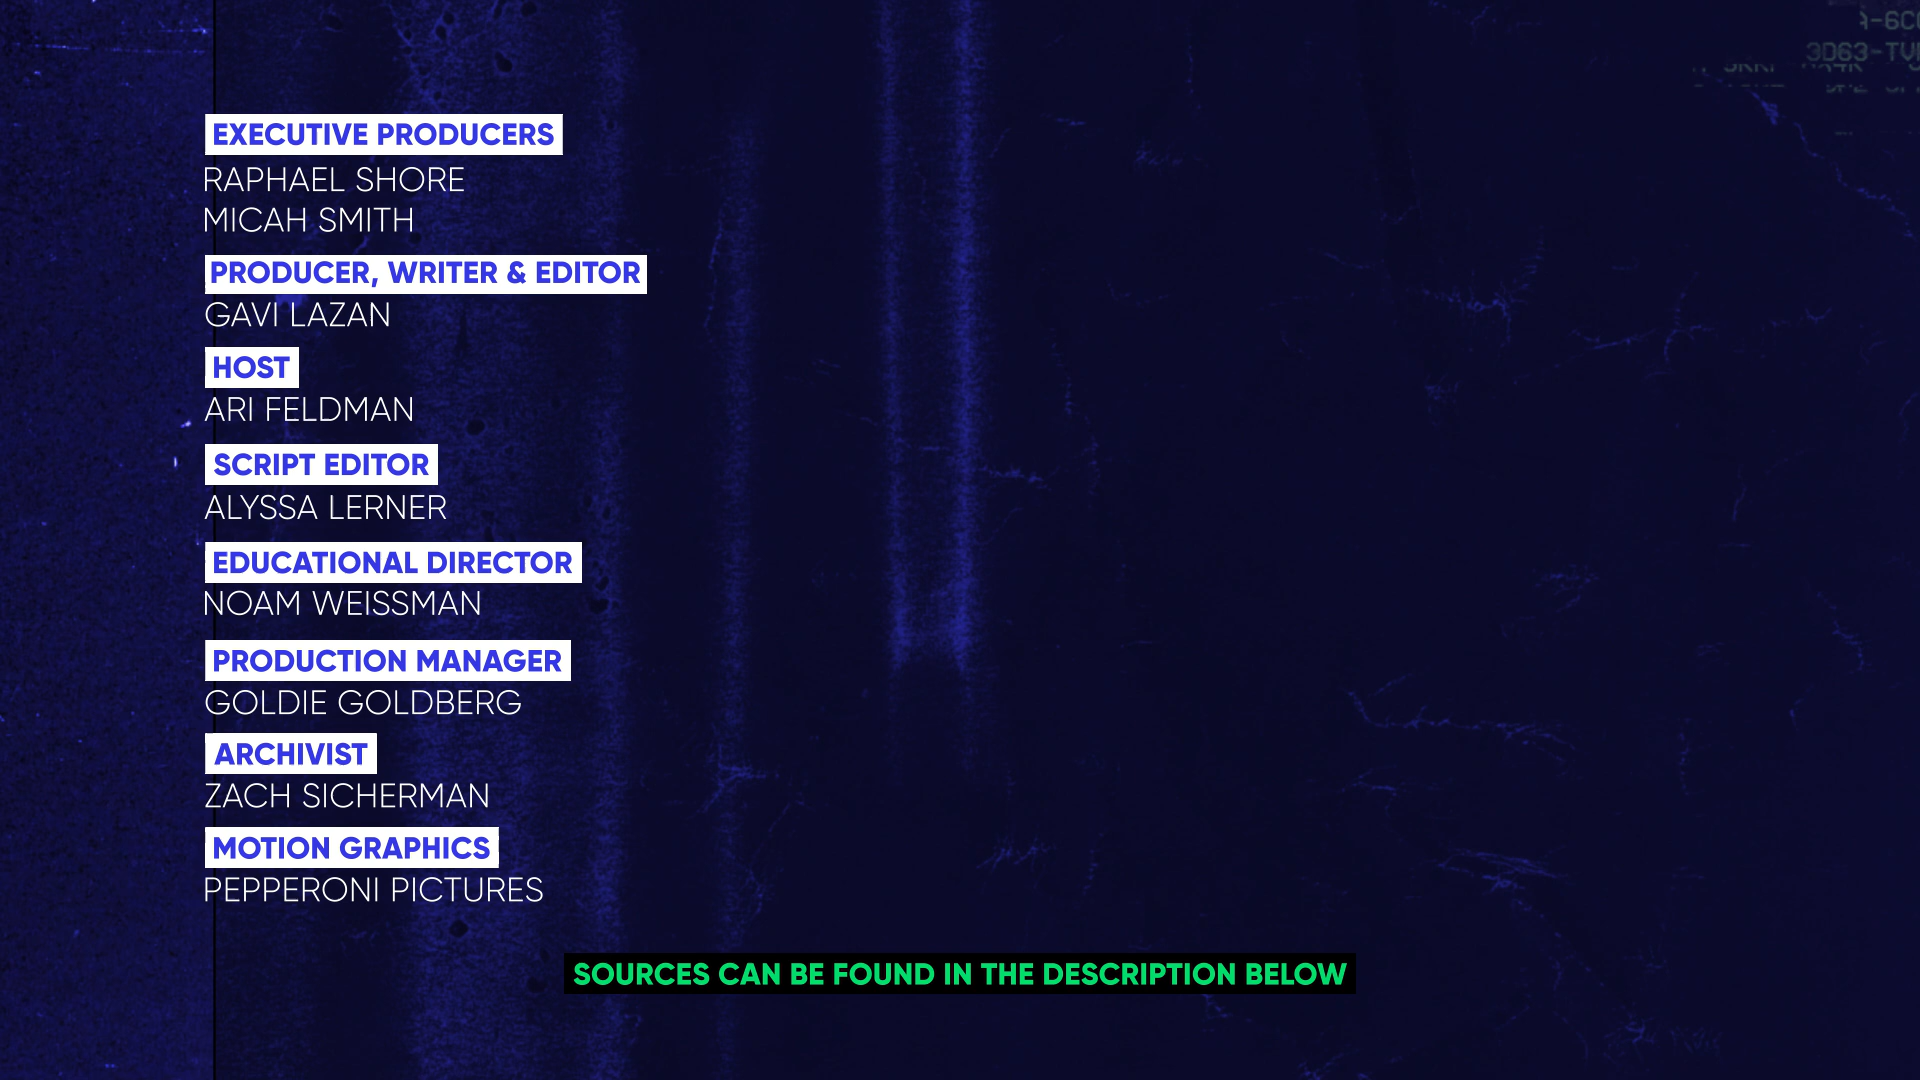 EXECUTIVE PRODUCERS
RAPHAEL SHORE
MICAH SMITH
PRODUCER, WRITER & EDITOR
GAVI LAZAN
HOST
ARI FELDMAN
SCRIPT EDITOR
ALYSSA LERNER
EDUCATIONAL DIRECTOR
NOAM WEISSMAN
PRODUCTION MANAGER
GOLDIE GOLDBERG
ARCHIVIST
ZACH SICHERMAN
MOTION GRAPHICS
PEPPERONI PICTURES
SOURCES CAN BE FOUND IN THE DESCRIPTION BELOW